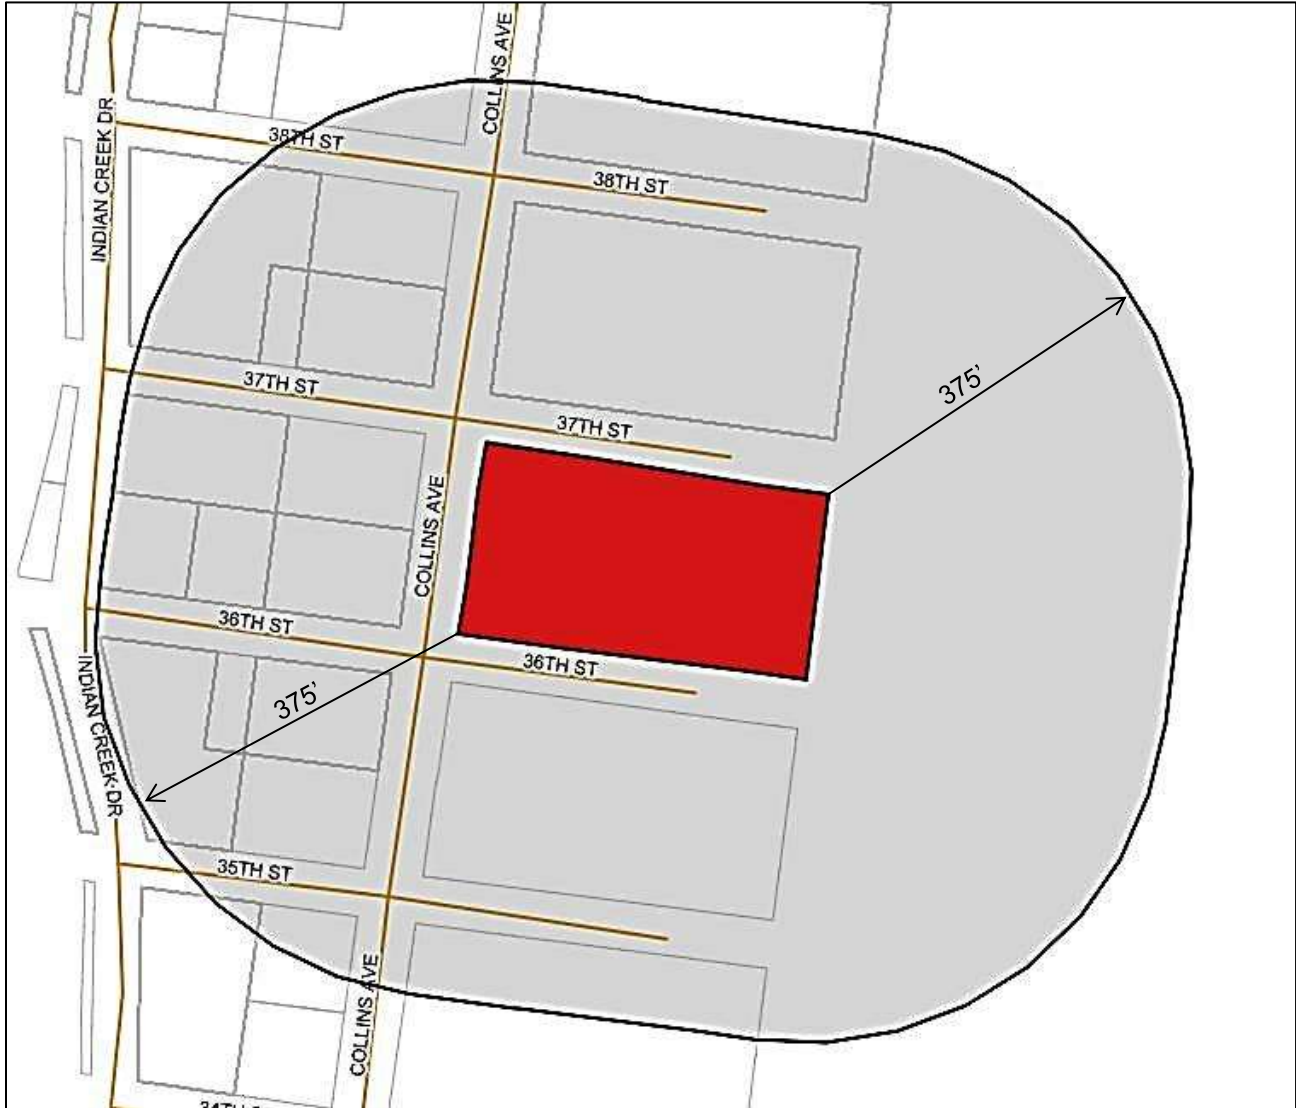 COLLINS AVE
INDIAN CREEK DR
38TH ST
38TH ST
37TH ST
375'
37TH ST
COLLINS AVE
36TH ST
36TH ST
375'
INDIAN CREEK DR
35TH ST
COLLINS AVE